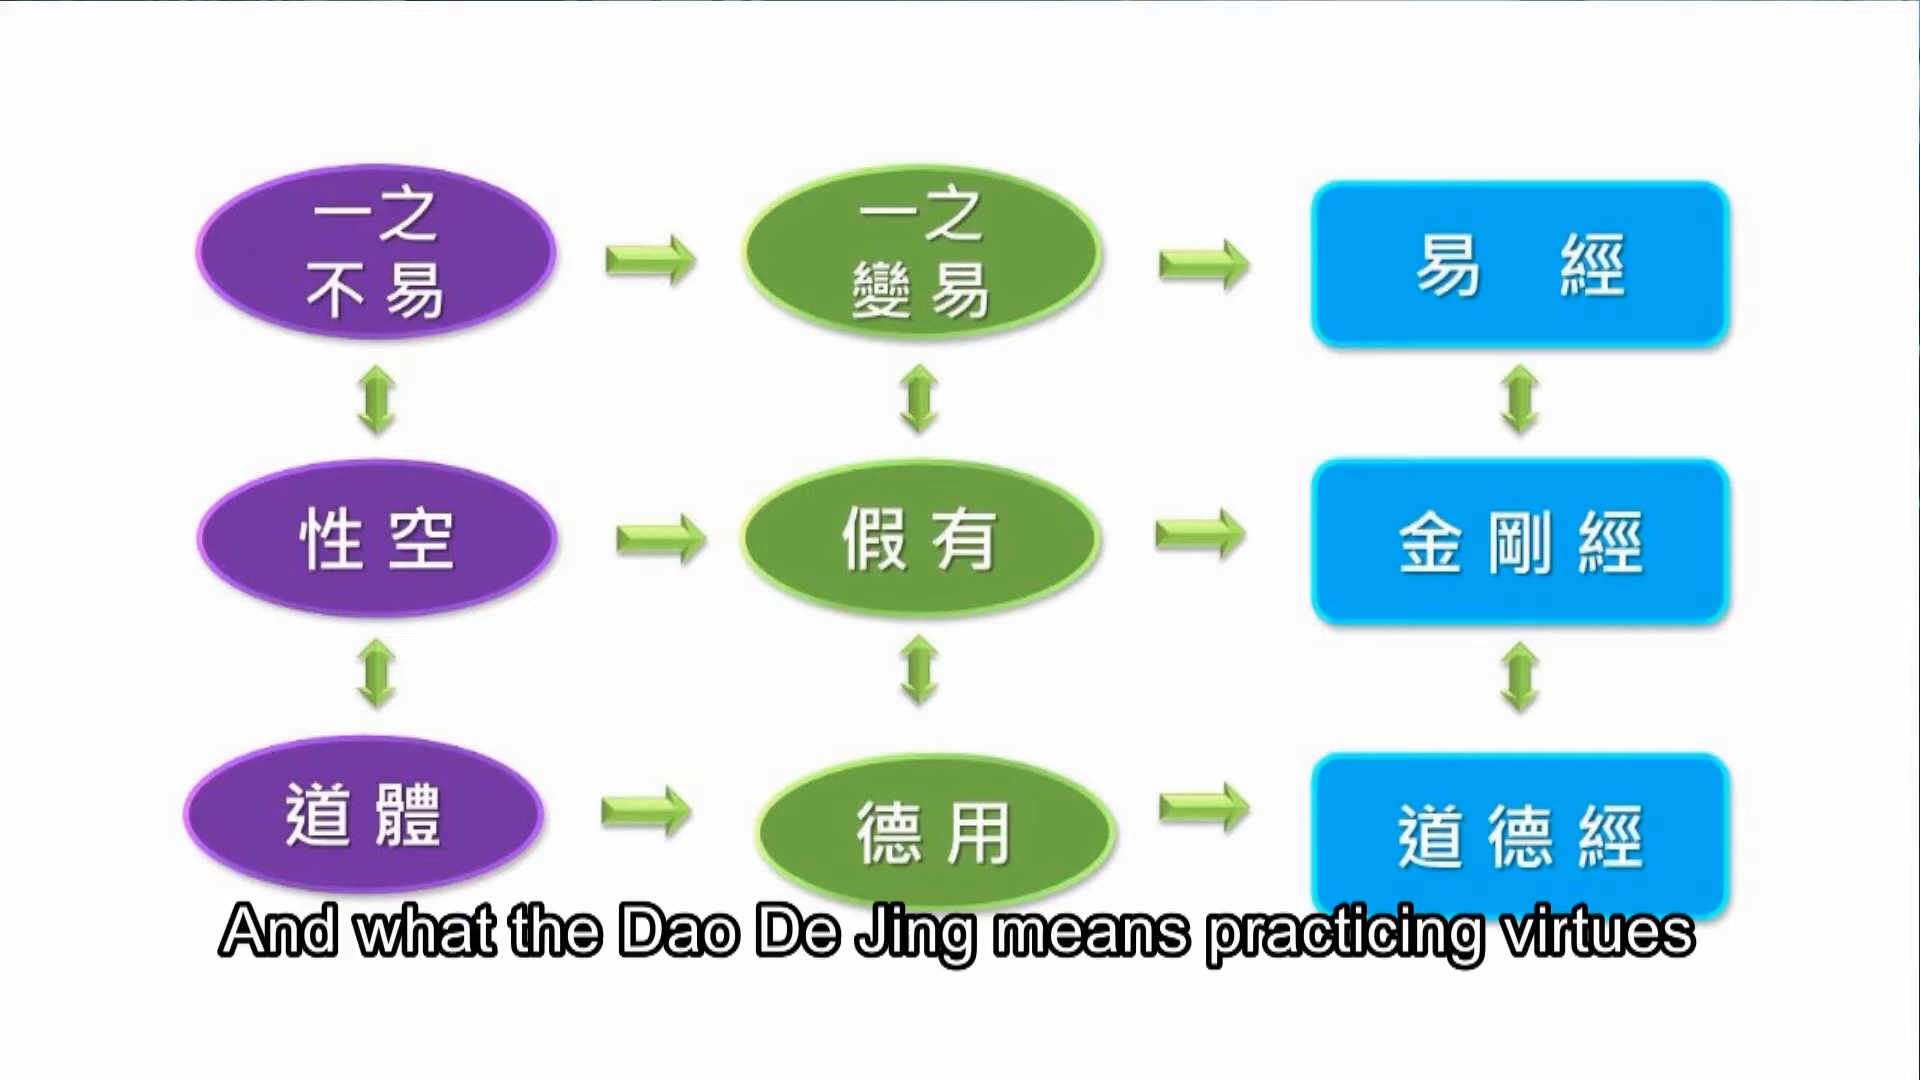 一之
不易
一之
變易
易 經
性空
假有
金剛經
道體
德用
道德經
And what the Dao De Jing means practicing virtues